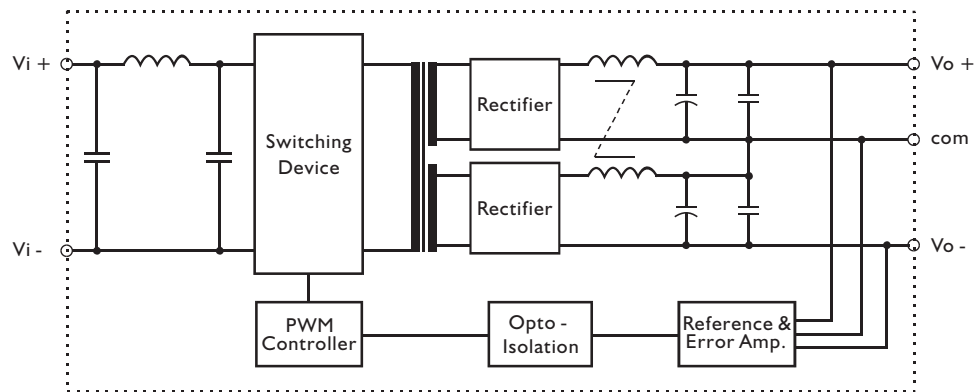 Vi +
Vi -
Switching
Device
Rectifier
Rectifier
Vo +
com
Vo -
PWM
Controller
Opto -
Isolation
Reference &
Error Amp.